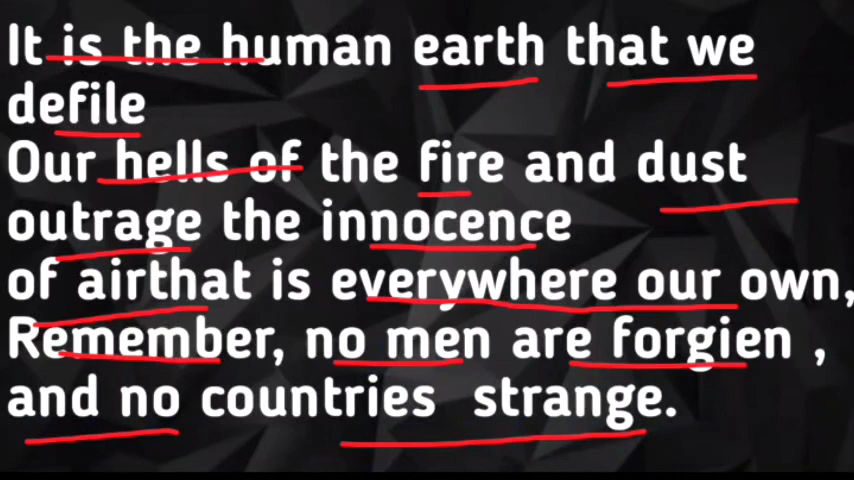 It is the human earth that we
defile
Our hells of the fire and dust
outrage the innocence
of airthat is everywhere our own,
Remember, no men are forgien ,
and no countries strange.